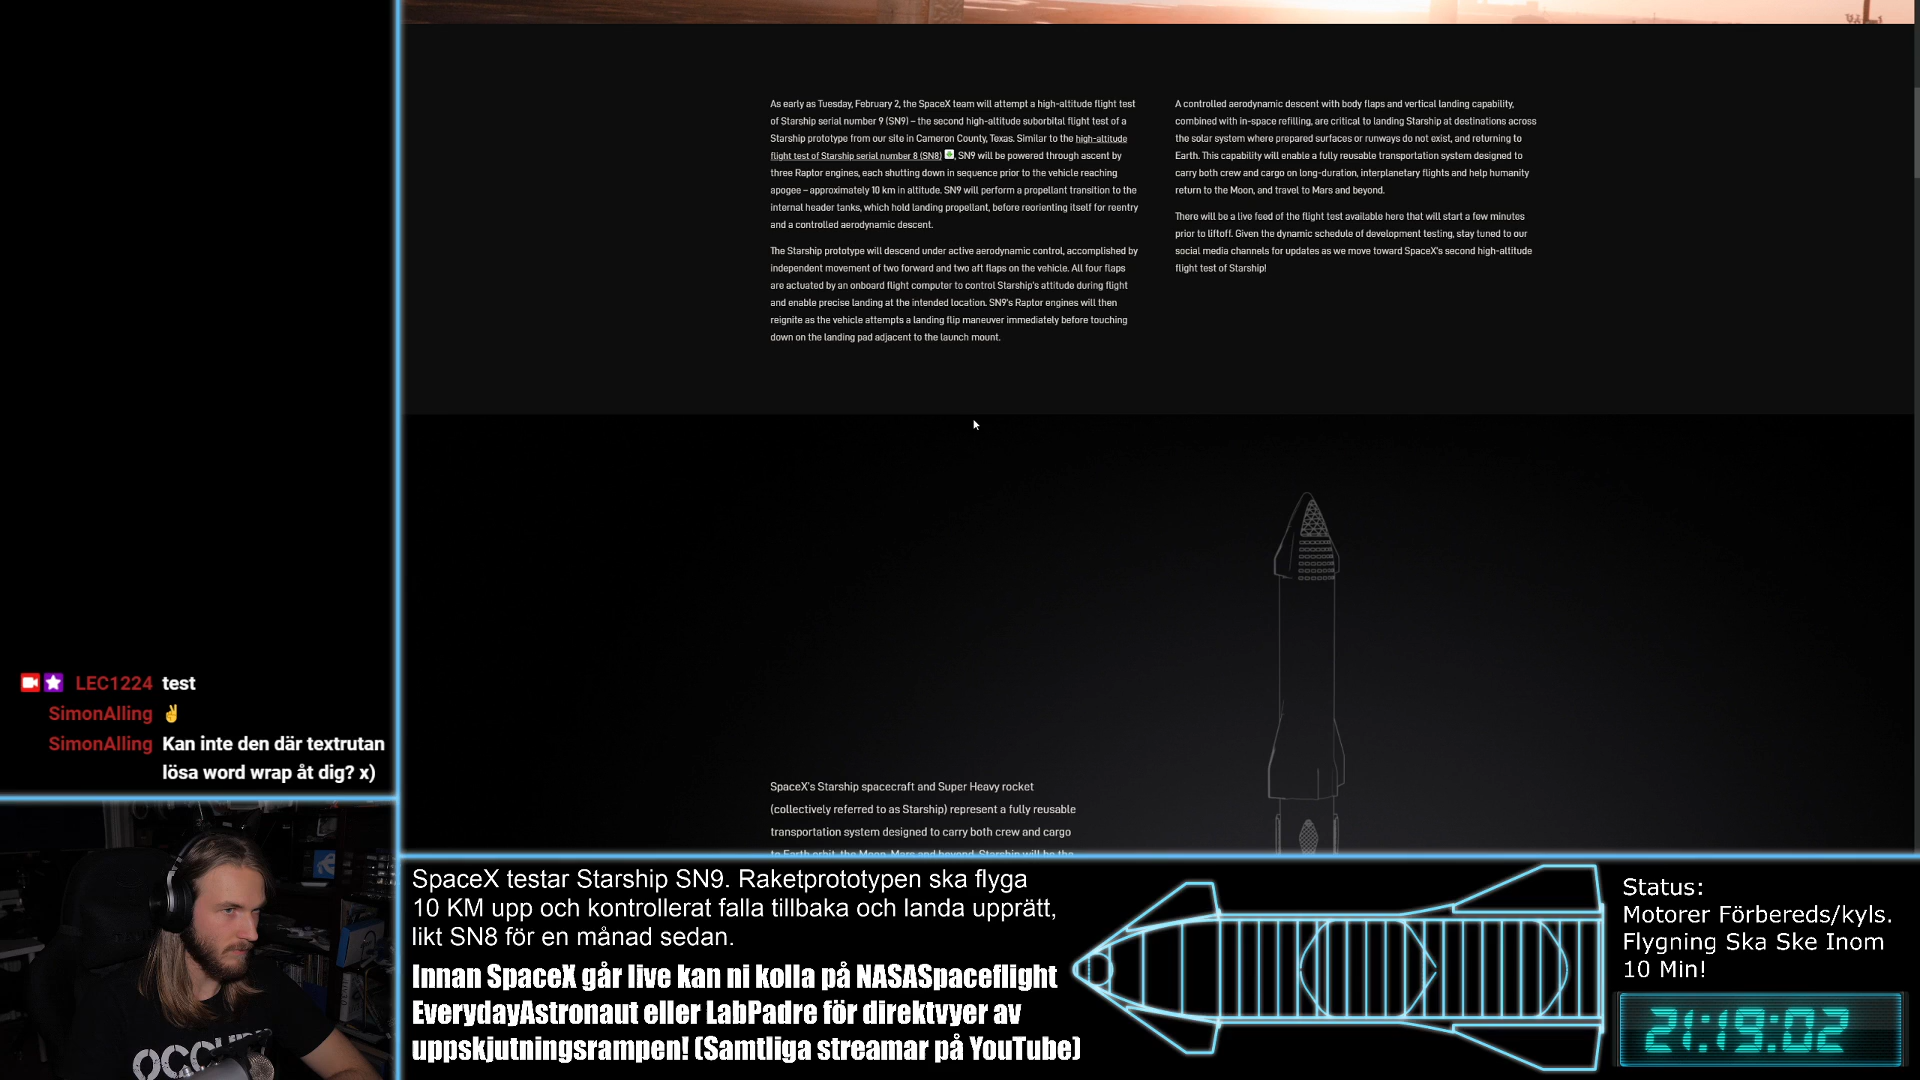 As early as Tuesday, February 2, the SpaceX team will attempt a high-altitude flight test
of Starship serial number 9 (SN9) – the second high-altitude suborbital flight test of a
Starship prototype from our site in Cameron County, Texas. Similar to the high-altitude
flight test of Starship serial number 8 (SN8), SN9 will be powered through ascent by
three Raptor engines, each shutting down in sequence prior to the vehicle reaching
apogee – approximately 10 km in altitude. SN9 will perform a propellant transition to the
internal header tanks, which hold landing propellant, before reorienting itself for reentry
and a controlled aerodynamic descent.
The Starship prototype will descend under active aerodynamic control, accomplished by
independent movement of two forward and two aft flaps on the vehicle. All four flaps
are actuated by an onboard flight computer to control Starship's attitude during flight
and enable precise landing at the intended location. SN9's Raptor engines will then
reignite as the vehicle attempts a landing flip maneuver immediately before touching
down on the landing pad adjacent to the launch mount.
A controlled aerodynamic descent with body flaps and vertical landing capability,
combined with in-space refilling, are critical to landing Starship at destinations across
the solar system where prepared surfaces or runways do not exist, and returning to
Earth. This capability will enable a fully reusable transportation system designed to
carry both crew and cargo on long-duration, interplanetary flights and help humanity
return to the Moon, and travel to Mars and beyond.
There will be a live feed of the flight test available here that will start a few minutes
prior to liftoff. Given the dynamic schedule of development testing, stay tuned to our
social media channels for updates as we move toward SpaceX's second high-altitude
flight test of Starship!
SpaceX's Starship spacecraft and Super Heavy rocket
(collectively referred to as Starship) represent a fully reusable
transportation system designed to carry both crew and cargo
to Earth orbit, the Moon, Mars and beyond. Starship will be the
LEC1224 test
SimonAlling ✌
SimonAlling Kan inte den där textrutan
lösa word wrap åt dig? x)
SpaceX testar Starship SN9. Raketprototypen ska flyga
10 KM upp och kontrollerat falla tillbaka och landa upprätt,
likt SN8 för en månad sedan.
Innan SpaceX går live kan ni kolla på NASASpaceflight
EverydayAstronaut eller LabPadre för direktvyer av
uppskjutningsrampen! (Samtliga streamar på YouTube)
Status:
Motorer Förbereds/kyls.
Flygning Ska Ske Inom
10 Min!
21:19:02